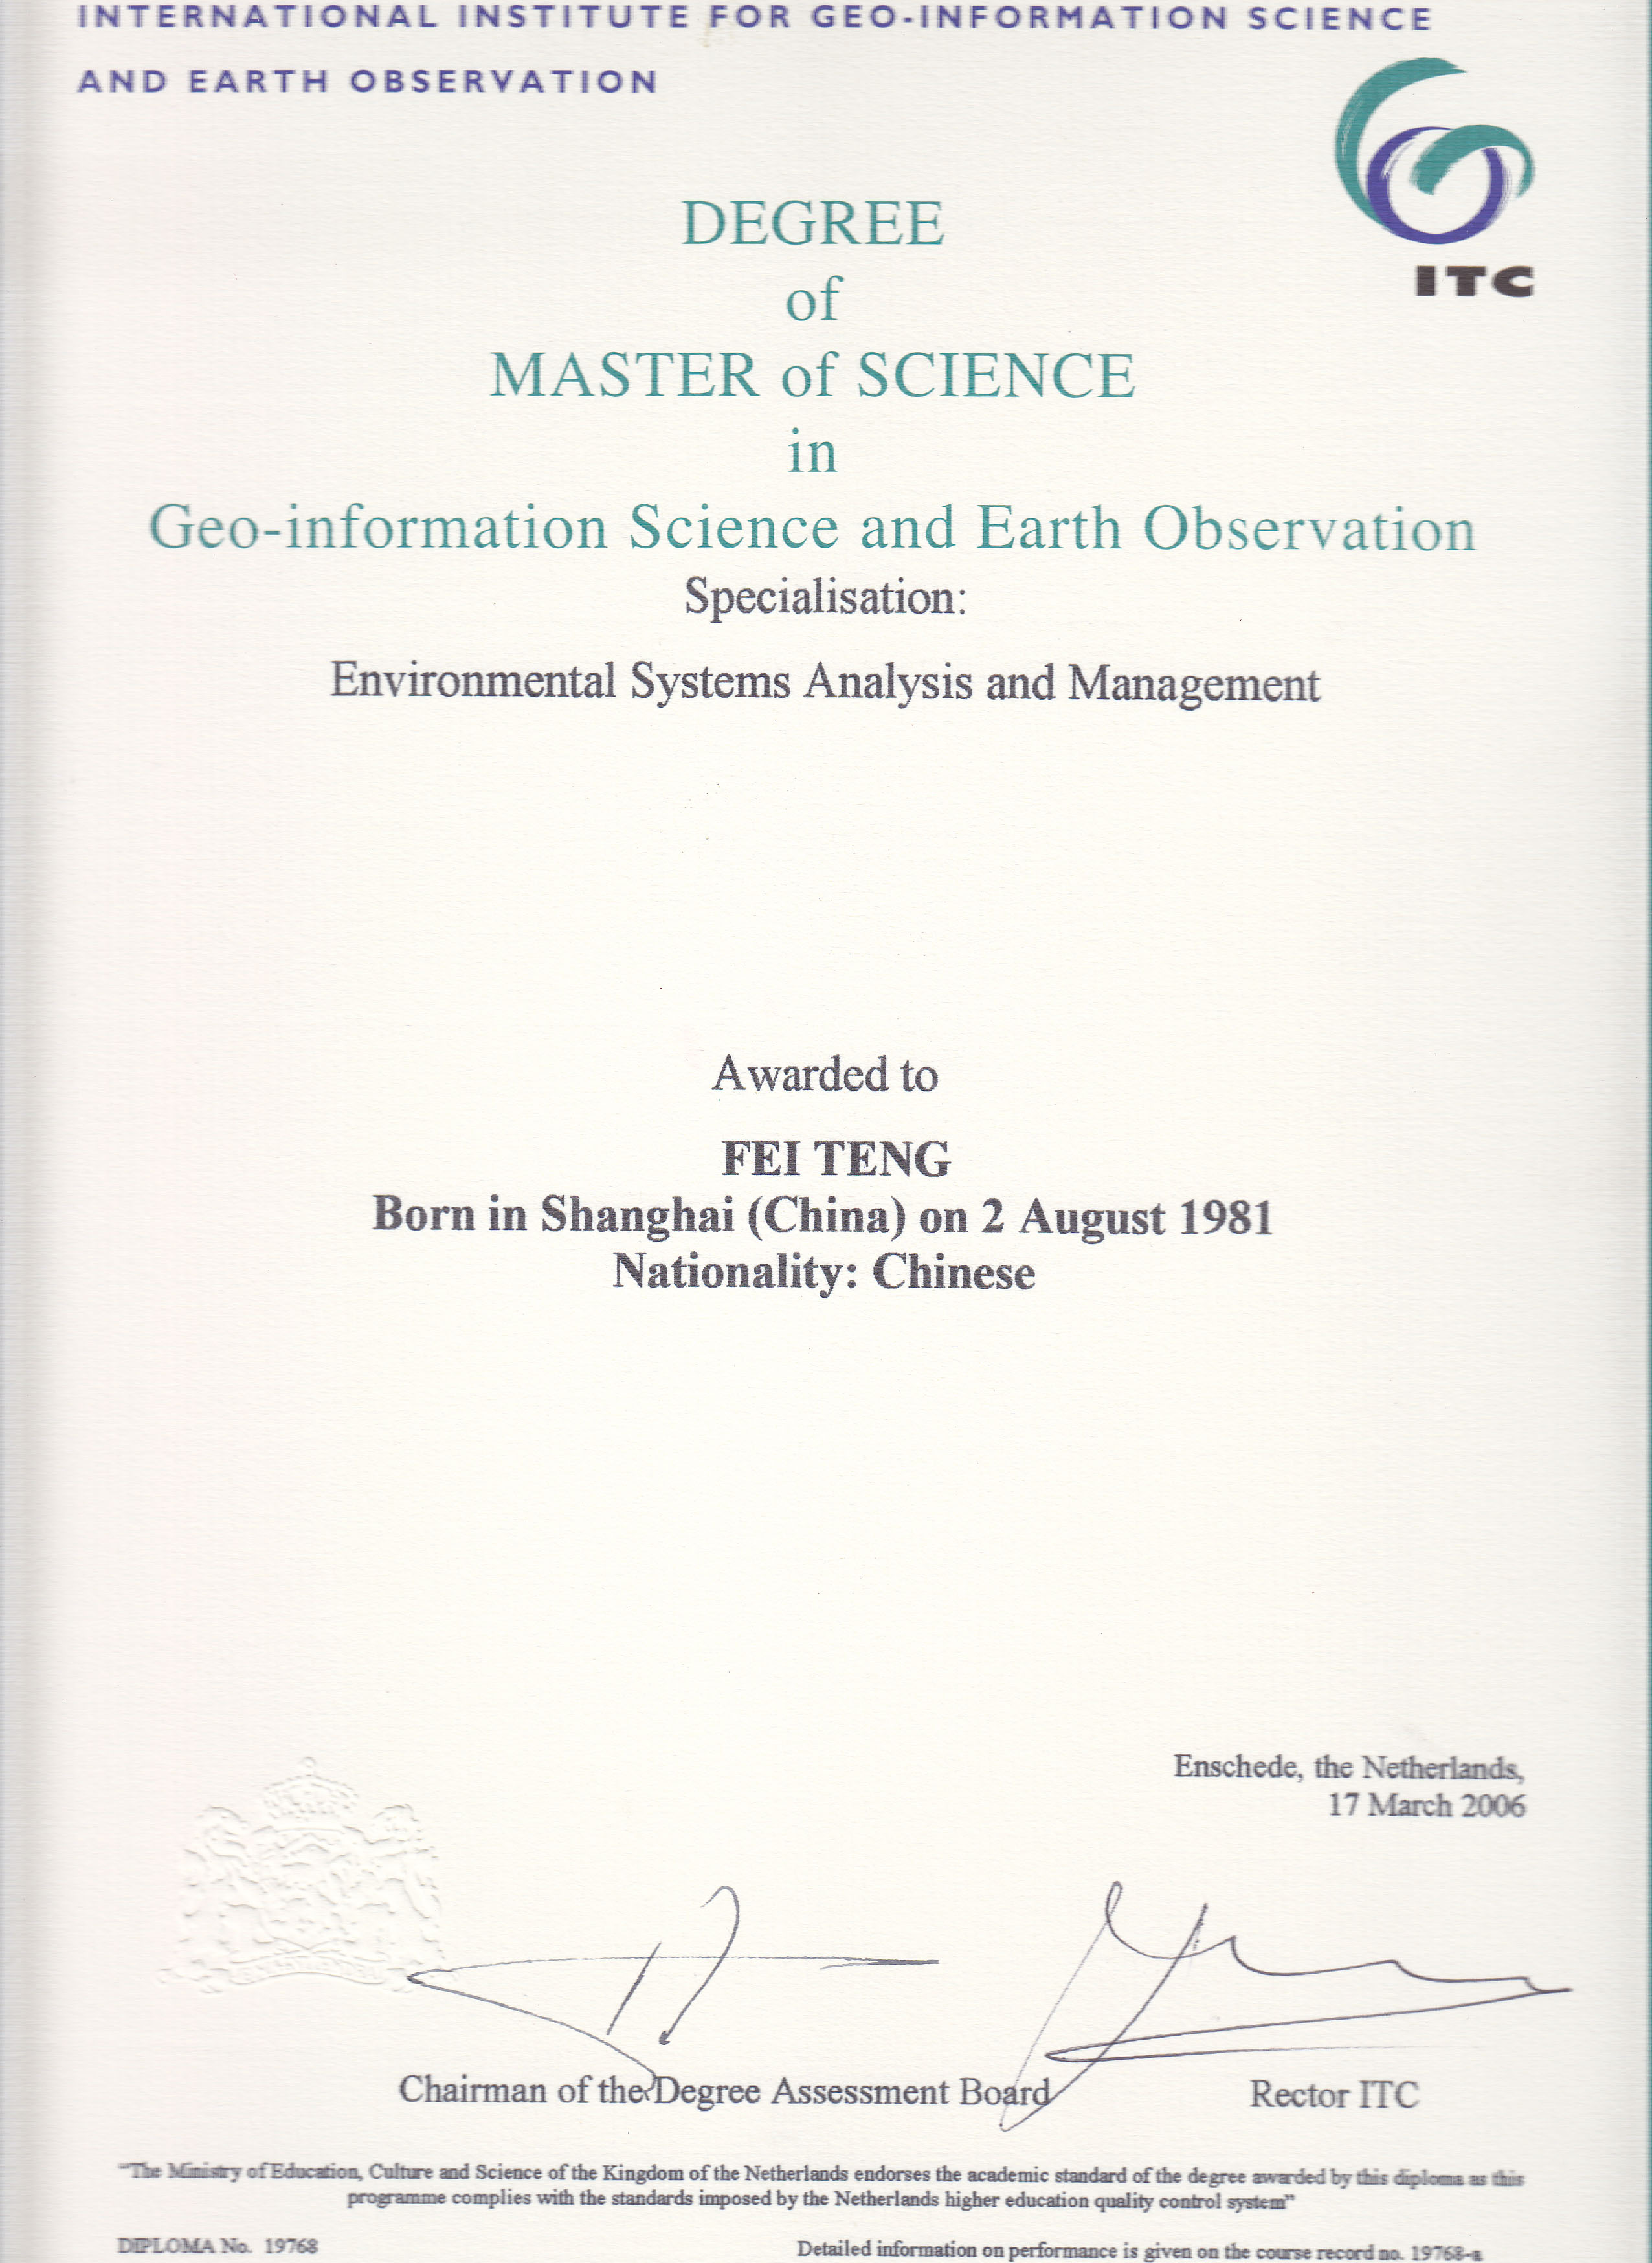 INTERNATIONAL INSTITUTE FOR GEO-INFORMATION SCIENCE
AND EARTH OBSERVATION
ITC
DEGREE
of
MASTER of SCIENCE
in
Geo-information Science and Earth Observation
Specialisation:
Environmental Systems Analysis and Management
Awarded to
FEI TENG
Born in Shanghai (China) on 2 August 1981
Nationality: Chinese
Enschede, the Netherlands,
17 March 2006
Chairman of the Degree Assessment Board
Rector ITC
"The Ministry of Education, Culture and Science of the Kingdom of the Netherlands endorses the academic standard of the degree awarded by this diploma as this
programme complies with the standards imposed by the Netherlands higher education quality control system"
DIPLOMA No. 19768
Detailed information on performance is given on the course record no. 19768-a